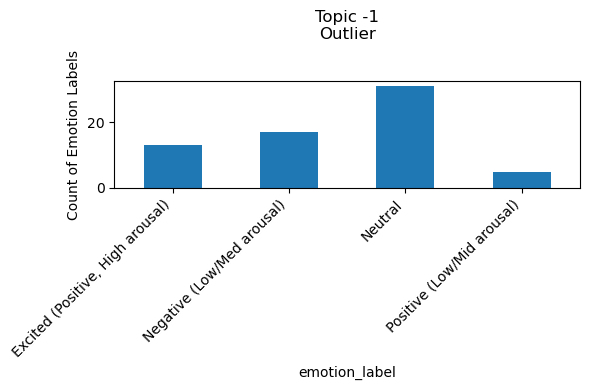 Topic -1
Outlier
Count of Emotion Labels
20
0
Excited (Positive, High arousal)
Negative (Low/Med arousal)
Neutral
Positive (Low/Mid arousal)
emotion_label